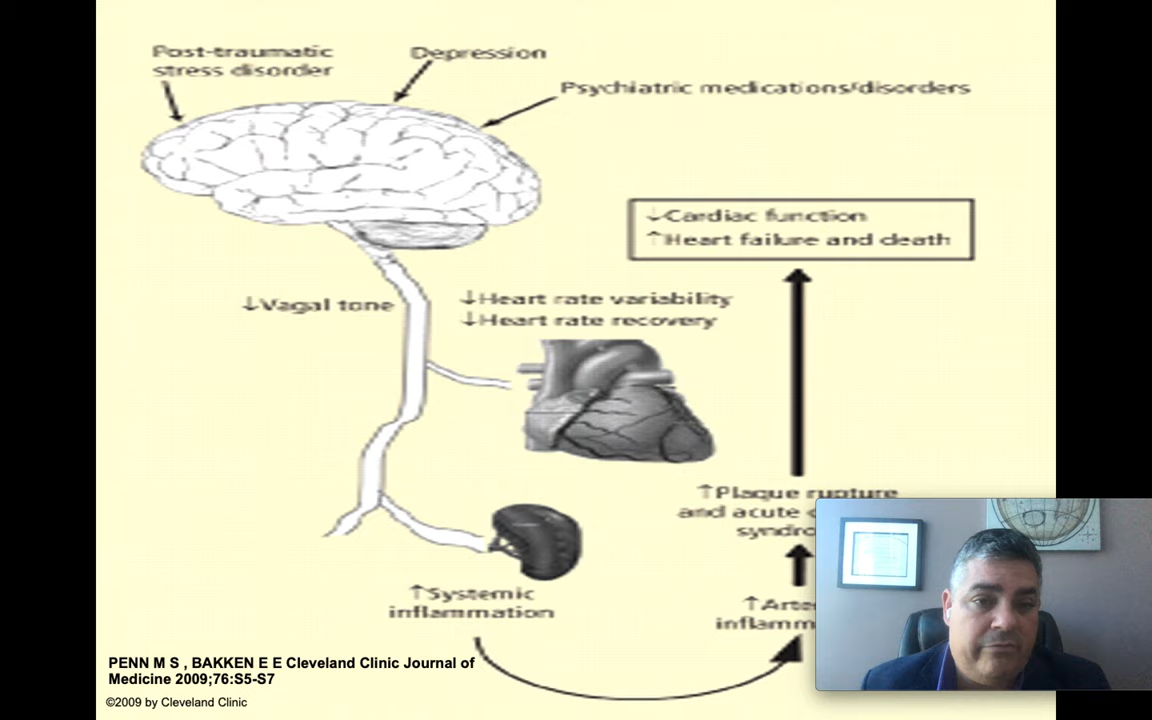 Post-traumatic
stress disorder
Depression
Psychiatric medications/disorders
↓Cardiac function
↑Heart failure and death
↓Vagal tone
↓Heart rate variability
↓Heart rate recovery
↑Plaque rupture
and acute
↑Systemic
inflammation
PENN M S , BAKKEN E E Cleveland Clinic Journal of
Medicine 2009;76:S5-S7
©2009 by Cleveland Clinic